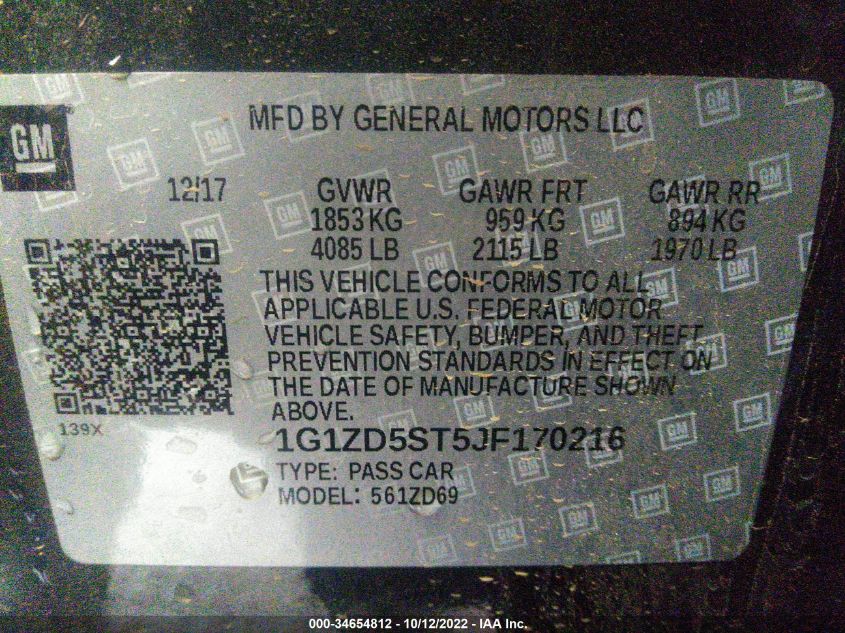 GM
MFD BY GENERAL MOTORS LLC
12/17 GVWR GAWR FRT GAWR RR
1853 KG 959 KG 894 KG
4085 LB 2115 LB 1970 LB
THIS VEHICLE CONFORMS TO ALL
APPLICABLE U.S. FEDERAL MOTOR
VEHICLE SAFETY, BUMPER, AND THEFT
PREVENTION STANDARDS IN EFFECT ON
THE DATE OF MANUFACTURE SHOWN
ABOVE.
139X
1G1ZD5ST5JF170216
TYPE: PASS CAR
MODEL: 561ZD69
000-34654812 - 10/12/2022 - IAA Inc.